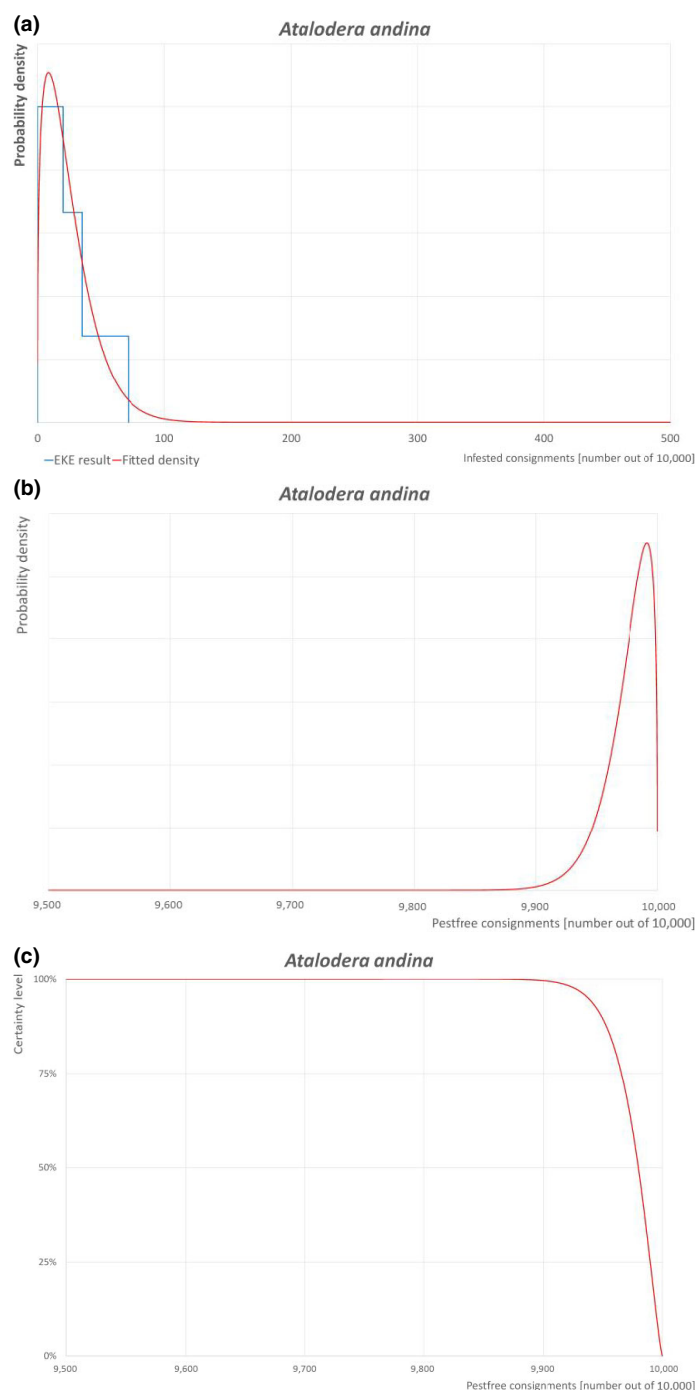 (a)
Atalodera andina
Probability density
0 100 200 300 400 500
EKE result Fitted density Infested consignments [number out of 10,000]
(b)
Atalodera andina
Probability density
9,500 9,600 9,700 9,800 9,900 10,000
Pestfree consignments [number out of 10,000]
(c)
Atalodera andina
Certainty level
100%
75%
50%
25%
0%
9,500 9,600 9,700 9,800 9,900 10,000
Pestfree consignments [number out of 10,000]